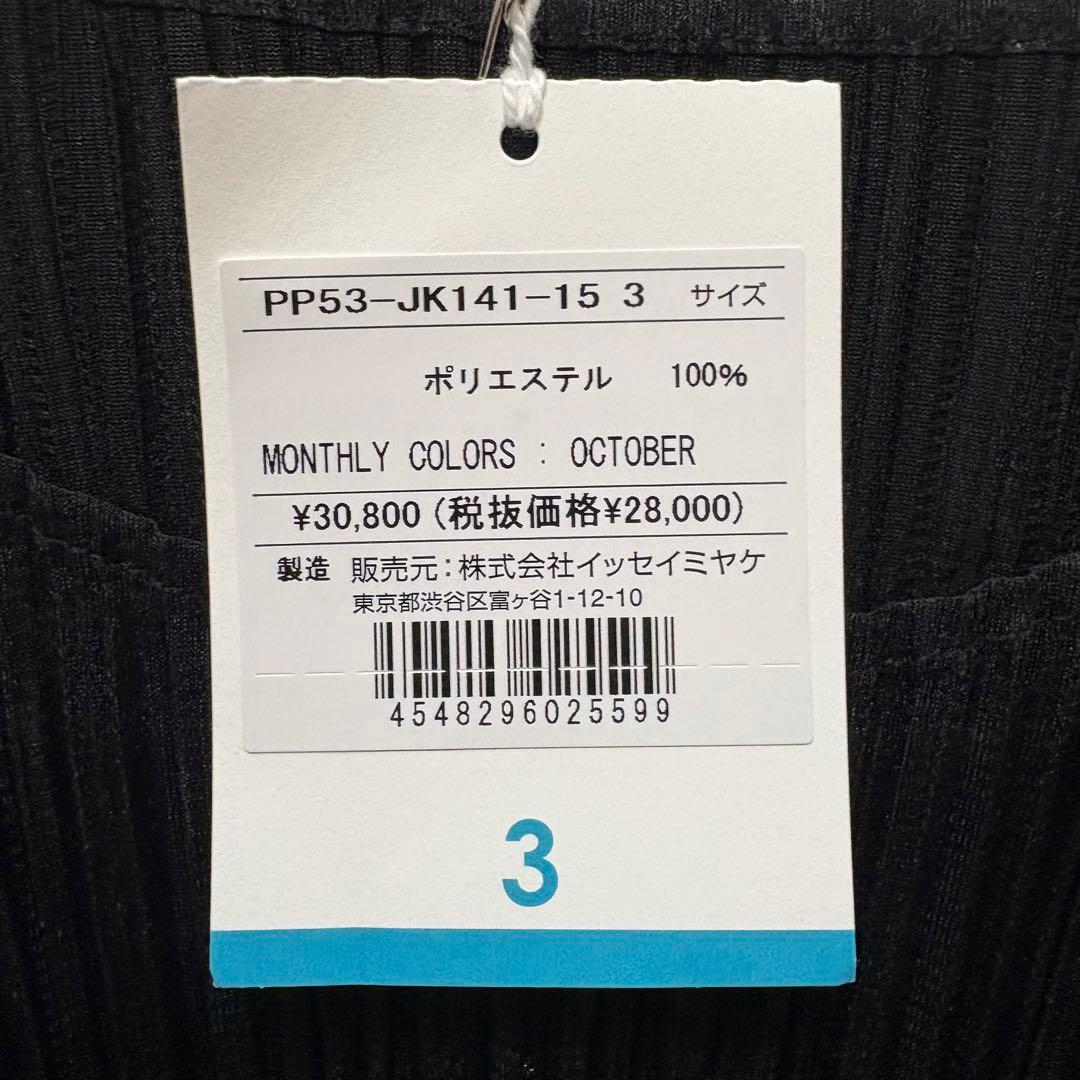 PP53-JK141-15 3 サイズ
ポリエステル 100%
MONTHLY COLORS : OCTOBER
¥30,800 (税抜価格¥28,000)
製造 販売元:株式会社イッセイミヤケ
東京都渋谷区富ヶ谷1-12-10
4548296025599
3